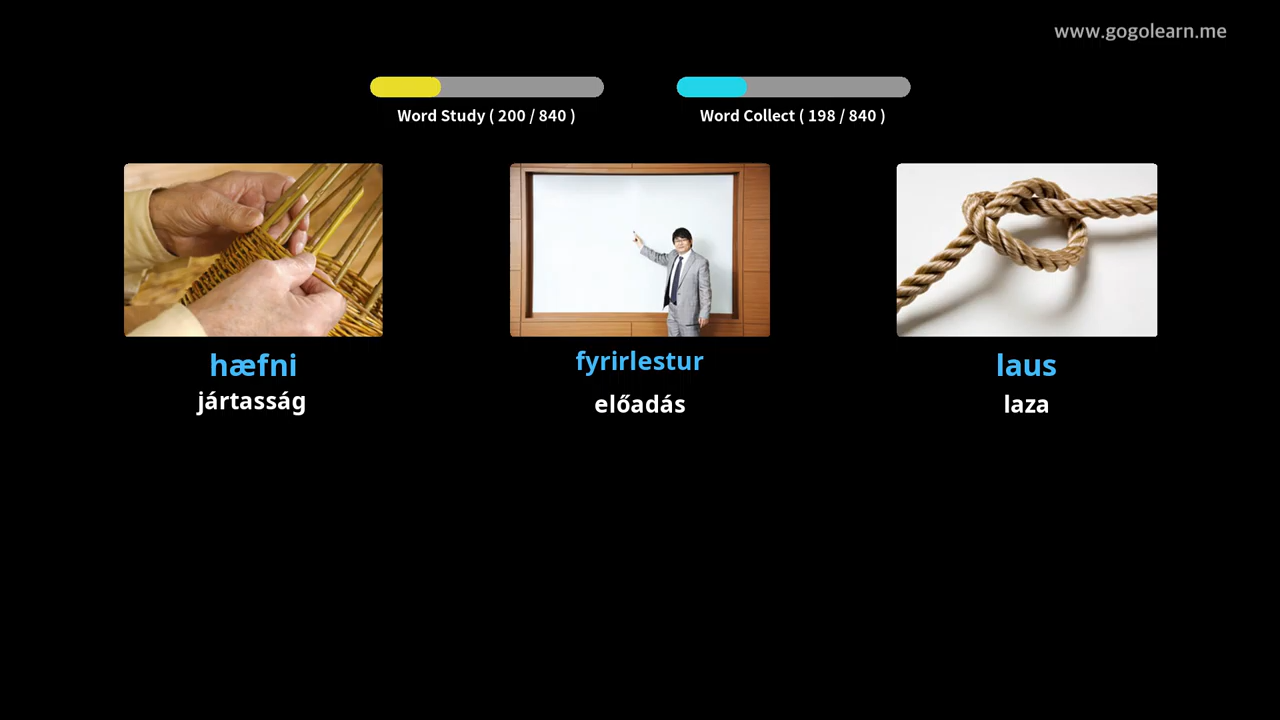 www.gogolearn.me
Word Study ( 200 / 840 )
Word Collect ( 198 / 840 )
hæfni
jártasság
fyrirlestur
előadás
laus
laza